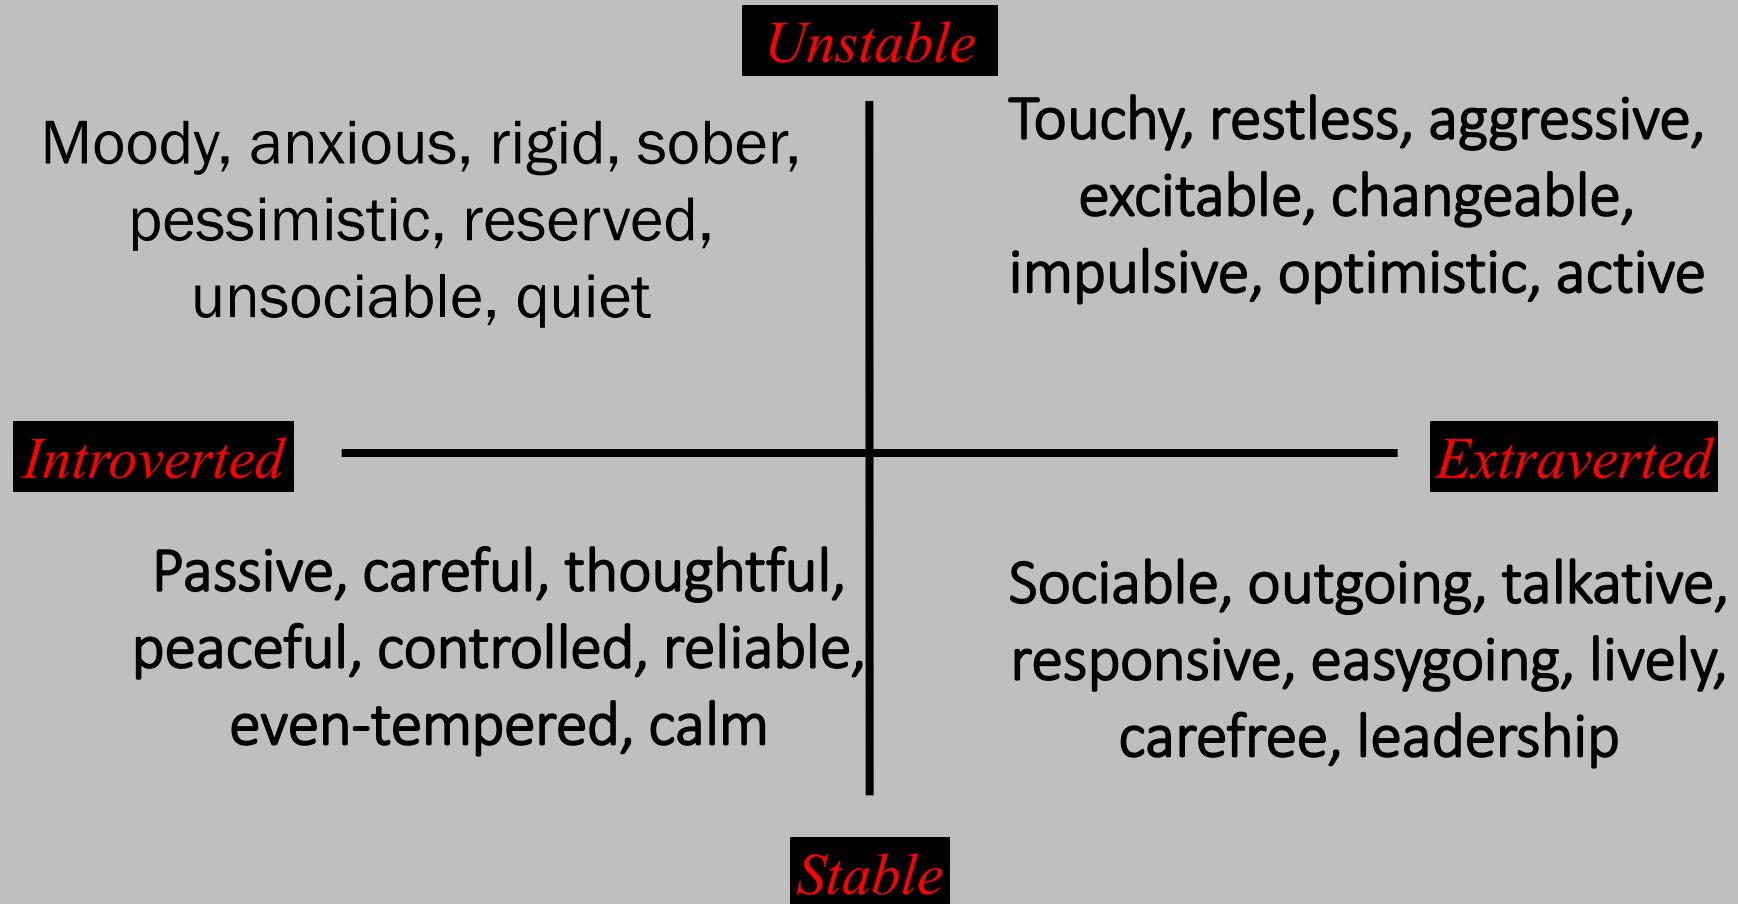 Unstable
Moody, anxious, rigid, sober,
pessimistic, reserved,
unsociable, quiet
Touchy, restless, aggressive,
excitable, changeable,
impulsive, optimistic, active
Introverted
Extraverted
Passive, careful, thoughtful,
peaceful, controlled, reliable,
even-tempered, calm
Sociable, outgoing, talkative,
responsive, easygoing, lively,
carefree, leadership
Stable